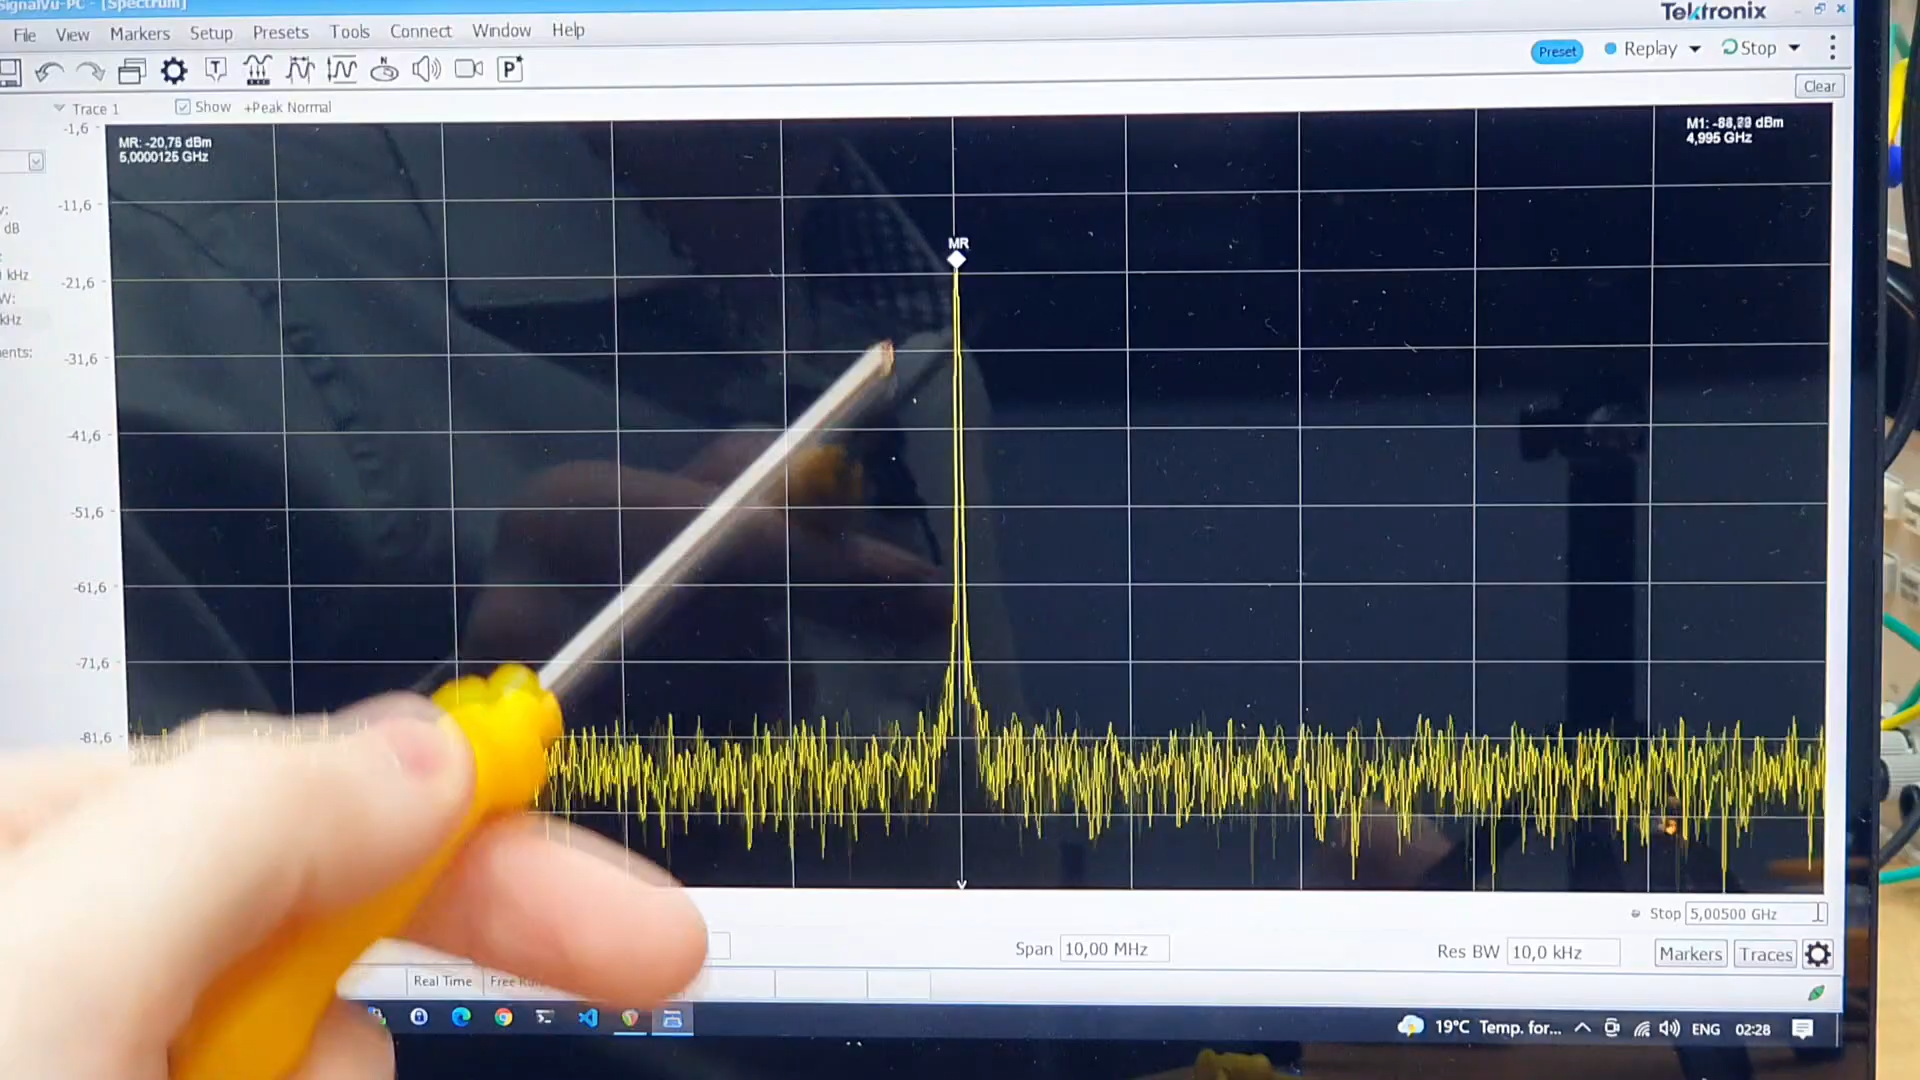 SignalVu-PC - [Spectrum]
Tektronix
File View Markers Setup Presets Tools Connect Window Help
Preset Replay Stop
Clear
Trace 1 Show +Peak Normal
-1,6
MR: -20,76 dBm
5,0000125 GHz
M1: dBm
4,995 GHz
-11,6
dB
MR
kHz
-21,6
W:
kHz
ents:
-31,6
-41,6
-51,6
-61,6
-71,6
-81,6
Stop 5,00500 GHz
Span 10,00 MHz
Res BW 10,0 kHz
Markers Traces
Real Time Free
19°C Temp. for... ENG 02:28